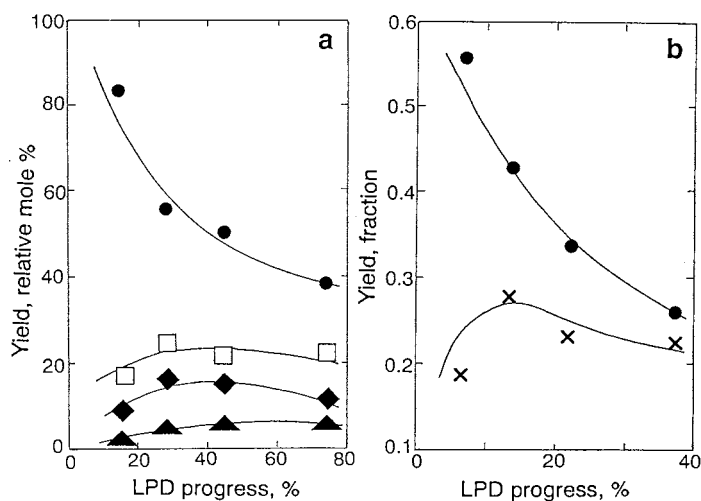 100
80
60
40
20
0
Yield, relative mole %
a
0 20 40 60 80
LPD progress, %
0.6
0.5
0.4
0.3
0.2
0.1
Yield, fraction
b
0 20 40
LPD progress, %